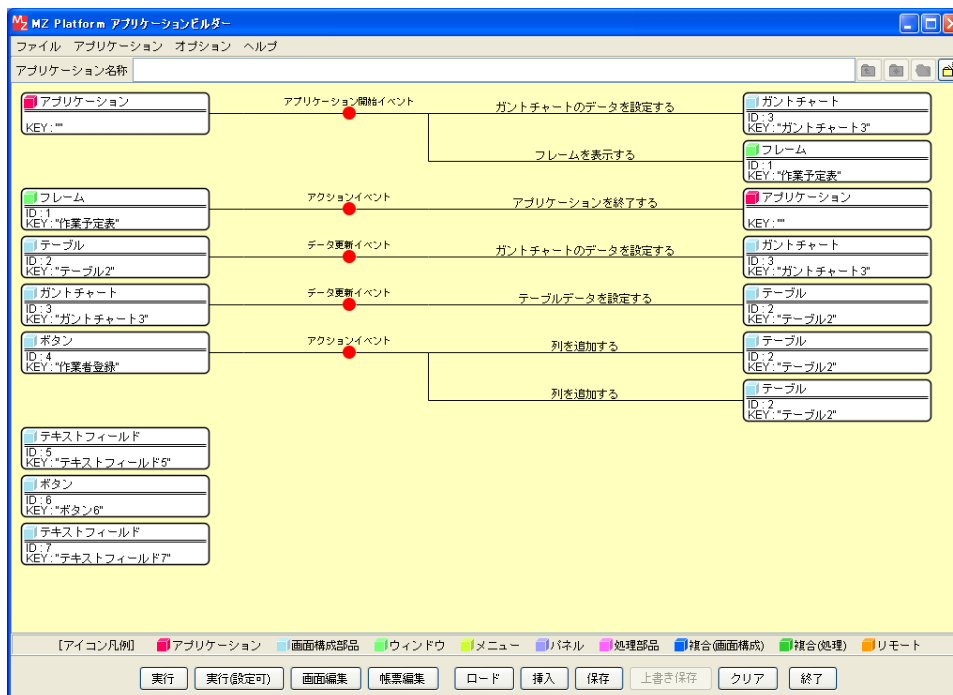 MZ Platform アプリケーションビルダー
ファイル アプリケーション オプション ヘルプ
アプリケーション名称
アプリケーション
KEY:""
アプリケーション開始イベント
ガントチャートのデータを設定する
ガントチャート
ID:3
KEY:"ガントチャート3"
フレームを表示する
フレーム
ID:1
KEY:"作業予定表"
フレーム
ID:1
KEY:"作業予定表"
アクションイベント
アプリケーションを終了する
アプリケーション
KEY:""
テーブル
ID:2
KEY:"テーブル2"
データ更新イベント
ガントチャートのデータを設定する
ガントチャート
ID:3
KEY:"ガントチャート3"
ガントチャート
ID:3
KEY:"ガントチャート3"
データ更新イベント
テーブルデータを設定する
テーブル
ID:2
KEY:"テーブル2"
ボタン
ID:4
KEY:"作業者登録"
アクションイベント
列を追加する
テーブル
ID:2
KEY:"テーブル2"
列を追加する
テーブル
ID:2
KEY:"テーブル2"
テキストフィールド
ID:5
KEY:"テキストフィールド5"
ボタン
ID:6
KEY:"ボタン6"
テキストフィールド
ID:7
KEY:"テキストフィールド7"
[アイコン凡例] アプリケーション 画面構成部品 ウィンドウ メニュー パネル 処理部品 複合(画面構成) 複合(処理) リモート
実行 実行(設定可) 画面編集 帳票編集 ロード 挿入 保存 上書き保存 クリア 終了